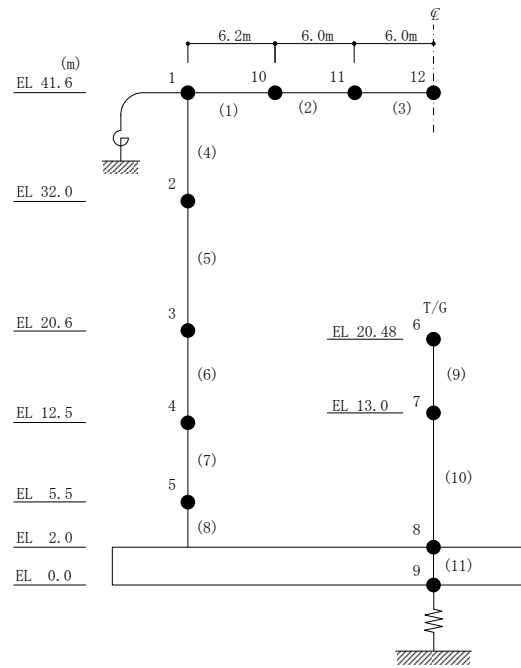 ℄
6.2m 6.0m 6.0m
(m)
EL 41.6 1 10 11 12
(1) (2) (3)
(4)
2
EL 32.0
(5)
T/G
3 6
EL 20.6 EL 20.48
(6) (9)
7
4 EL 13.0
EL 12.5
(7)
(10)
5
EL 5.5
(8) 8
EL 2.0
9 (11)
EL 0.0